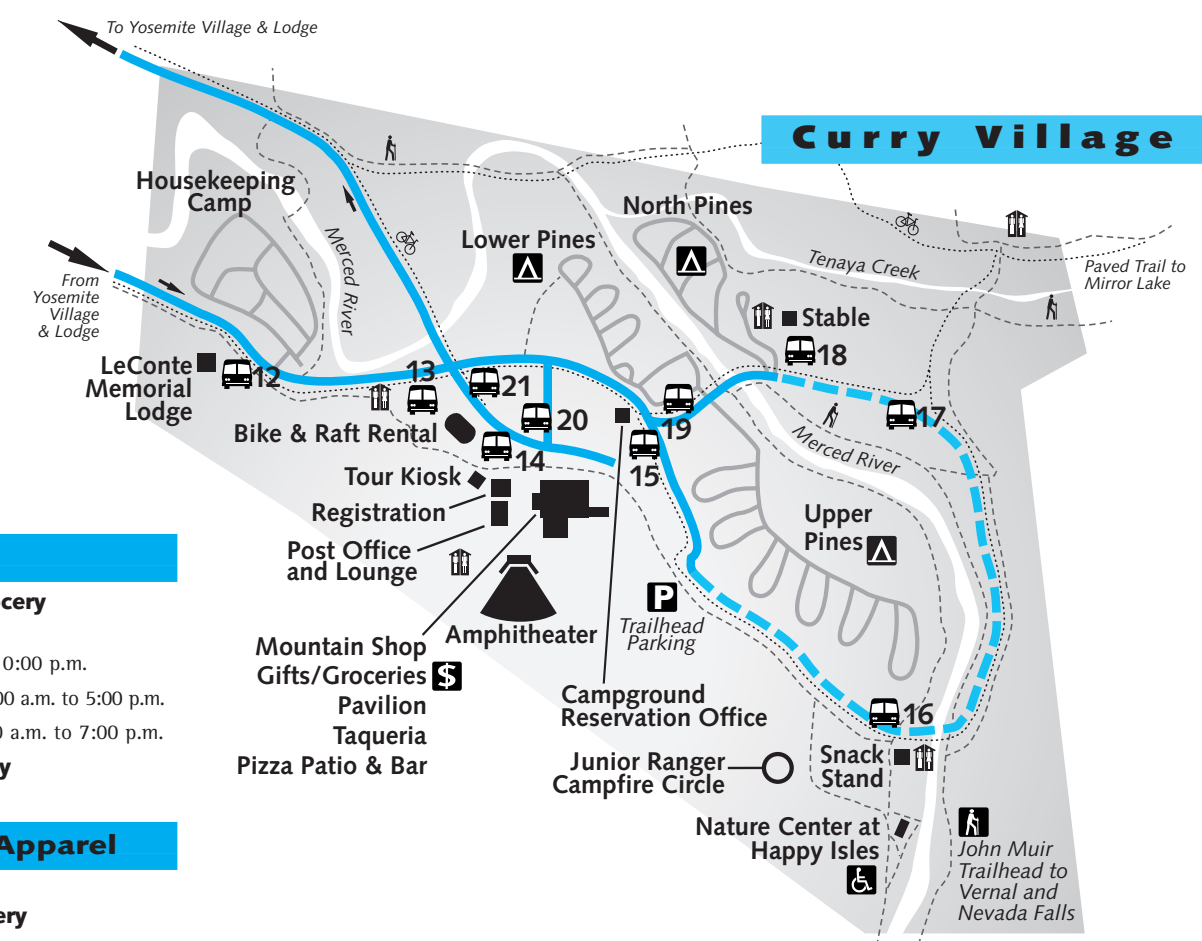 To Yosemite Village & Lodge
Curry Village
Housekeeping
Camp
Merced River
Lower Pines
North Pines
Tenaya Creek
Paved Trail to
Mirror Lake
From
Yosemite
Village
& Lodge
Stable
18
LeConte
Memorial
Lodge
12
13
21
20
19
17
Bike & Raft Rental
14
15
Merced River
Tour Kiosk
Registration
Post Office
and Lounge
Upper
Pines
P
Trailhead
Parking
Amphitheater
Mountain Shop
Gifts/Groceries $
Pavilion
Taqueria
Pizza Patio & Bar
Campground
Reservation Office
16
Junior Ranger
Campfire Circle
Snack
Stand
Nature Center at
Happy Isles
John Muir
Trailhead to
Vernal and
Nevada Falls
0:00 p.m.
a.m. to 5:00 p.m.
a.m. to 7:00 p.m.
Apparel